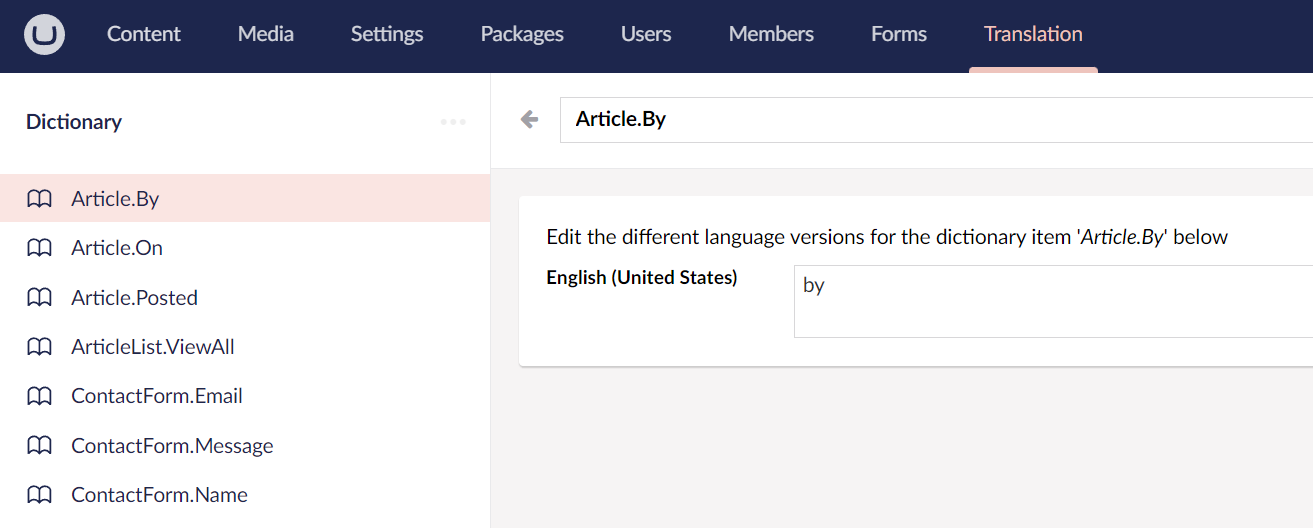 Content Media Settings Packages Users Members Forms Translation
Dictionary
Article.By
Article.On
Article.Posted
ArticleList.ViewAll
ContactForm.Email
ContactForm.Message
ContactForm.Name
Article.By
Edit the different language versions for the dictionary item 'Article.By' below
English (United States)
by